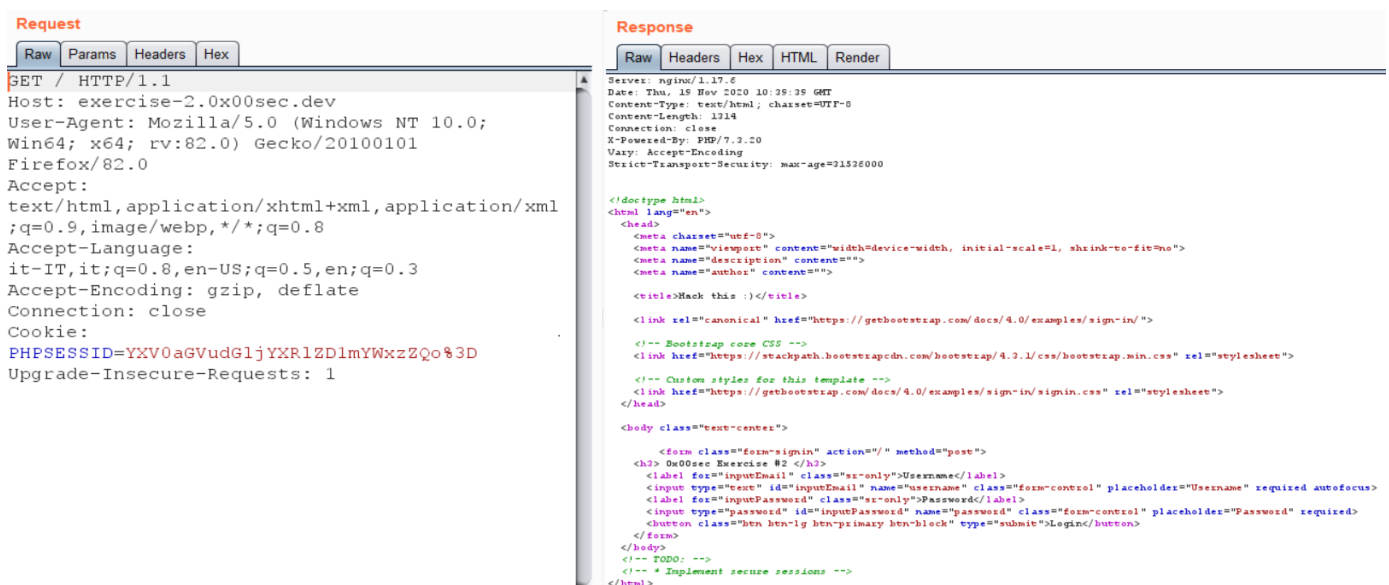 Request
Raw Params Headers Hex
GET / HTTP/1.1
Host: exercise-2.0x00sec.dev
User-Agent: Mozilla/5.0 (Windows NT 10.0;
Win64; x64; rv:82.0) Gecko/20100101
Firefox/82.0
Accept:
text/html,application/xhtml+xml,application/xml
;q=0.9,image/webp,*/*;q=0.8
Accept-Language:
it-IT,it;q=0.8,en-US;q=0.5,en;q=0.3
Accept-Encoding: gzip, deflate
Connection: close
Cookie:
PHPSESSID=YXV0aGVudGljYXRlZD1mYWxzZQo%3D
Upgrade-Insecure-Requests: 1
Response
Raw Headers Hex HTML Render
Server: nginx/1.17.6
Date: Thu, 19 Nov 2020 10:39:39 GMT
Content-Type: text/html; charset=UTF-8
Content-Length: 1314
Connection: close
X-Powered-By: PHP/7.3.20
Vary: Accept-Encoding
Strict-Transport-Security: max-age=31536000
<!doctype html>
<html lang="en">
<head>
<meta charset="utf-8">
<meta name="viewport" content="width=device-width, initial-scale=1, shrink-to-fit=no">
<meta name="description" content="">
<meta name="author" content="">
<title>Hack this :)</title>
<link rel="canonical" href="https://getbootstrap.com/docs/4.0/examples/sign-in/">
<!-- Bootstrap core CSS -->
<link href="https://stackpath.bootstrapcdn.com/bootstrap/4.3.1/css/bootstrap.min.css" rel="stylesheet">
<!-- Custom styles for this template -->
<link href="https://getbootstrap.com/docs/4.0/examples/sign-in/signin.css" rel="stylesheet">
</head>
<body class="text-center">
<form class="form-signin" action="/" method="post">
<h3> 0x00sec Exercise #2 </h3>
<label for="inputEmail" class="sr-only">Username</label>
<input type="text" id="inputEmail" name="username" class="form-control" placeholder="Username" required autofocus>
<label for="inputPassword" class="sr-only">Password</label>
<input type="password" id="inputPassword" name="password" class="form-control" placeholder="Password" required>
<button class="btn btn-lg btn-primary btn-block" type="submit">Login</button>
</form>
</body>
<!-- TODO: -->
<!-- * Implement secure sessions -->
</html>